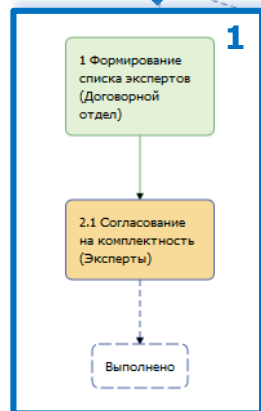 1
1 Формирование
списка экспертов
(Договорной
отдел)
2.1 Согласование
на комплектность
(Эксперты)
Выполнено